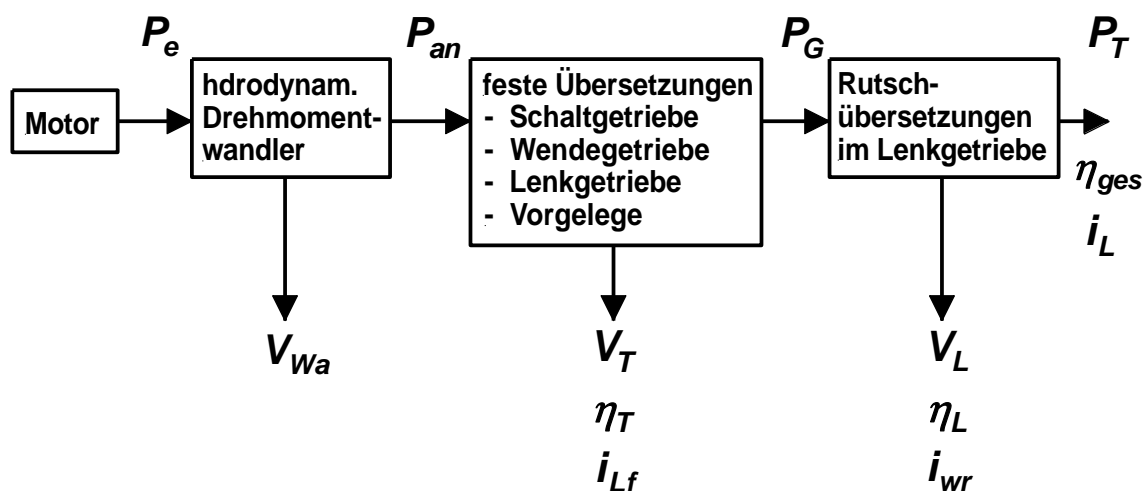 P_e
P_an
P_G
P_T
Motor
hdrodynam.
Drehmoment-
wandler
feste Übersetzungen
- Schaltgetriebe
- Wendegetriebe
- Lenkgetriebe
- Vorgelege
Rutsch-
übersetzungen
im Lenkgetriebe
η_ges
i_L
V_Wa
V_T
η_T
i_Lf
V_L
η_L
i_wr